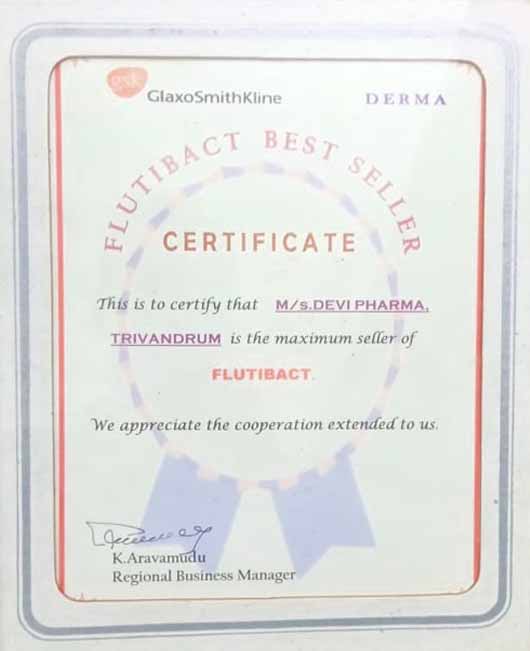 gsk
GlaxoSmithKline
DERMA
FLUTIBACT BEST SELLER
CERTIFICATE
This is to certify that M/s.DEVI PHARMA,
TRIVANDRUM is the maximum seller of
FLUTIBACT.
We appreciate the cooperation extended to us.
K.Aravamudu
Regional Business Manager